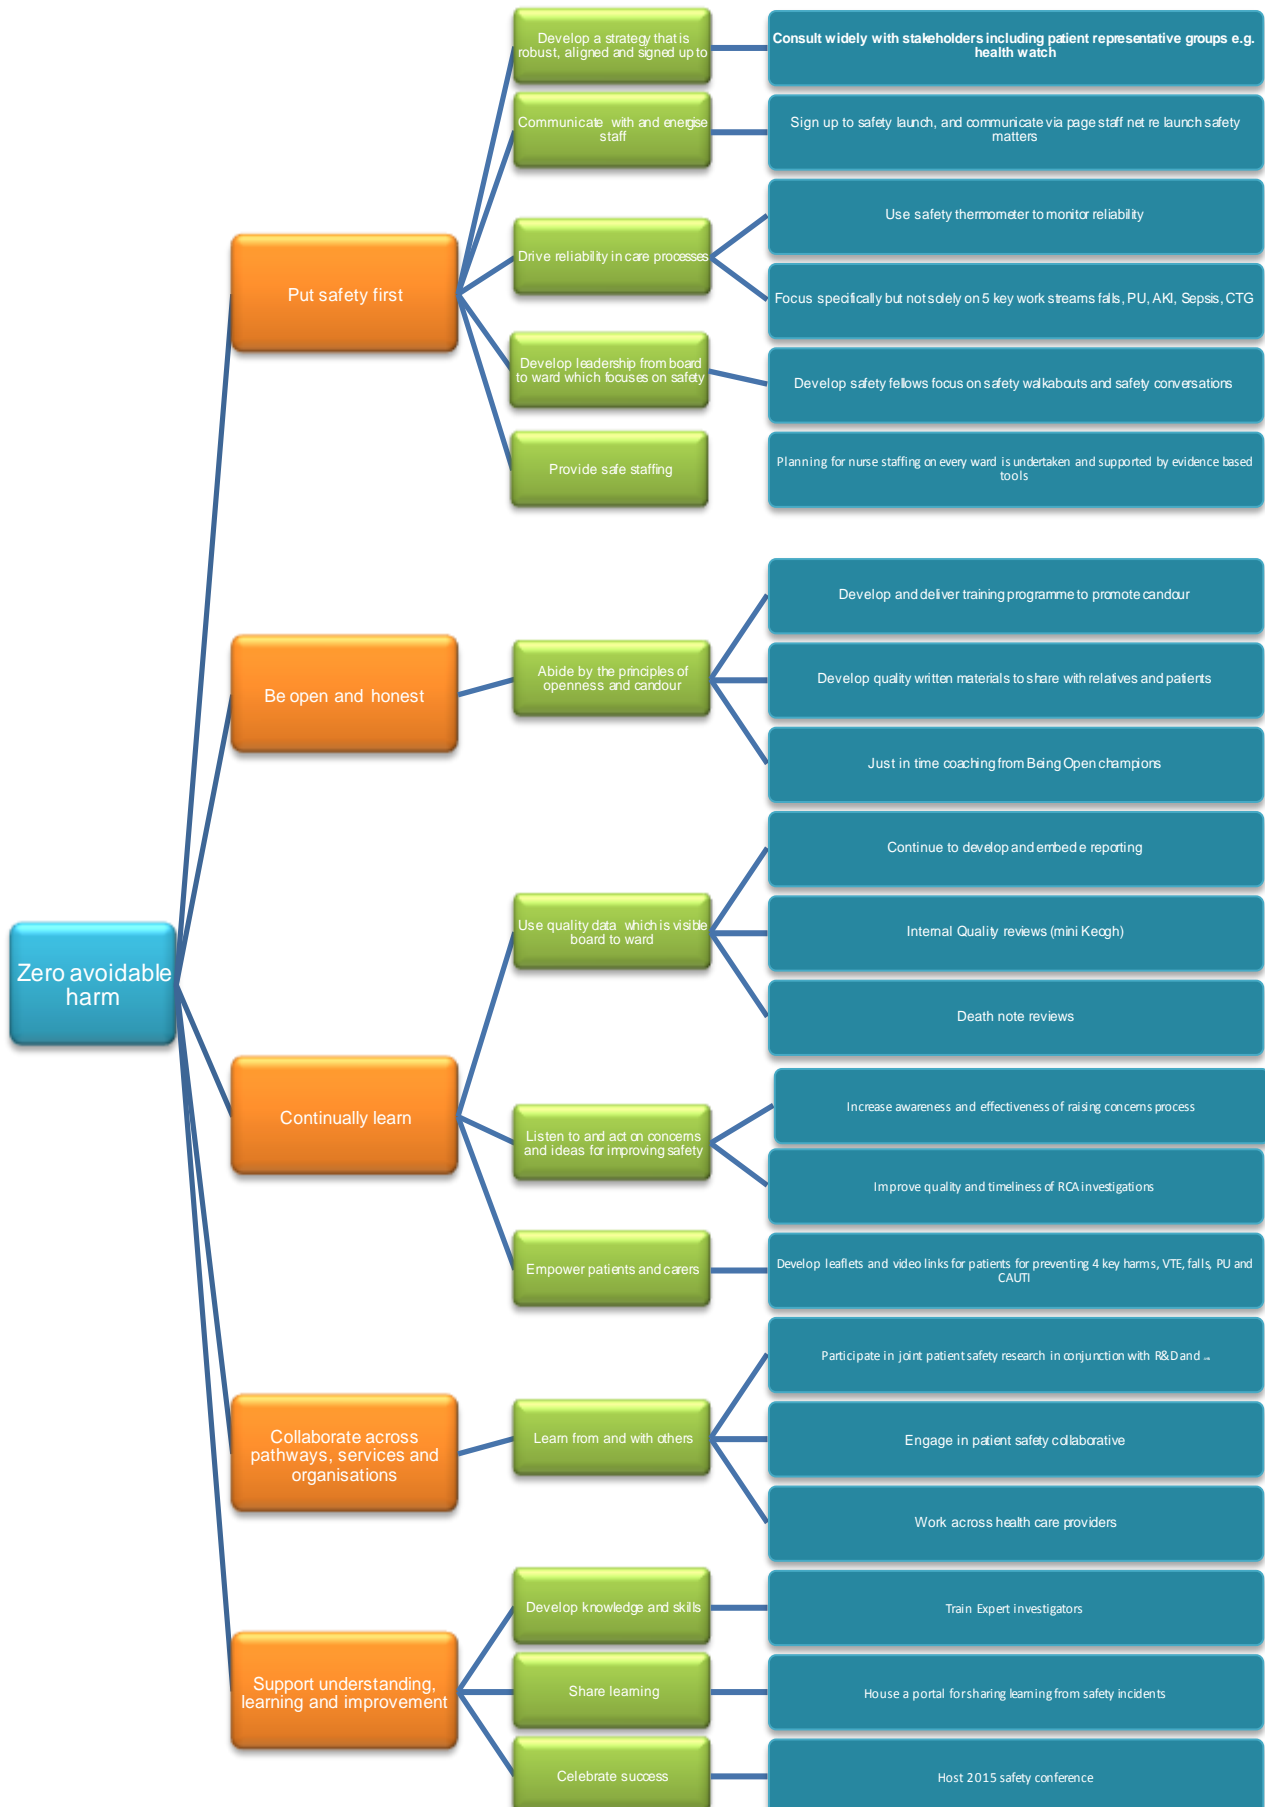 Zero avoidable
harm
Put safety first
Develop a strategy that is
robust, aligned and signed up to
Consult widely with stakeholders including patient representative groups e.g.
health watch
Communicate with and energise
staff
Sign up to safety launch, and communicate via page staff net re launch safety
matters
Drive reliability in care processes
Use safety thermometer to monitor reliability
Focus specifically but not solely on 5 key work streams falls, PU, AKI, Sepsis, CTG
Develop leadership from board
to ward which focuses on safety
Develop safety fellows focus on safety walkabouts and safety conversations
Provide safe staffing
Planning for nurse staffing on every ward is undertaken and supported by evidence based
tools
Be open and honest
Abide by the principles of
openness and candour
Develop and deliver training programme to promote candour
Develop quality written materials to share with relatives and patients
Just in time coaching from Being Open champions
Continually learn
Use quality data which is visible
board to ward
Continue to develop and embed e reporting
Internal Quality reviews (mini Keogh)
Death note reviews
Listen to and act on concerns
and ideas for improving safety
Increase awareness and effectiveness of raising concerns process
Improve quality and timeliness of RCA investigations
Empower patients and carers
Develop leaflets and video links for patients for preventing 4 key harms, VTE, falls, PU and
CAUTI
Collaborate across
pathways, services and
organisations
Learn from and with others
Participate in joint patient safety research in conjunction with R&D and ...
Engage in patient safety collaborative
Work across health care providers
Support understanding,
learning and improvement
Develop knowledge and skills
Train Expert investigators
Share learning
House a portal for sharing learning from safety incidents
Celebrate success
Host 2015 safety conference